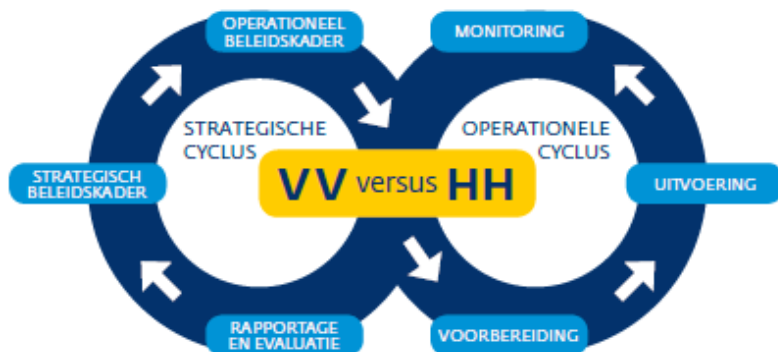 OPERATIONEEL
BELEIDSKADER
MONITORING
STRATEGISCHE
CYCLUS
OPERATIONELE
CYCLUS
STRATEGISCH
BELEIDSKADER
VV versus HH
UITVOERING
RAPPORTAGE
EN EVALUATIE
VOORBEREIDING